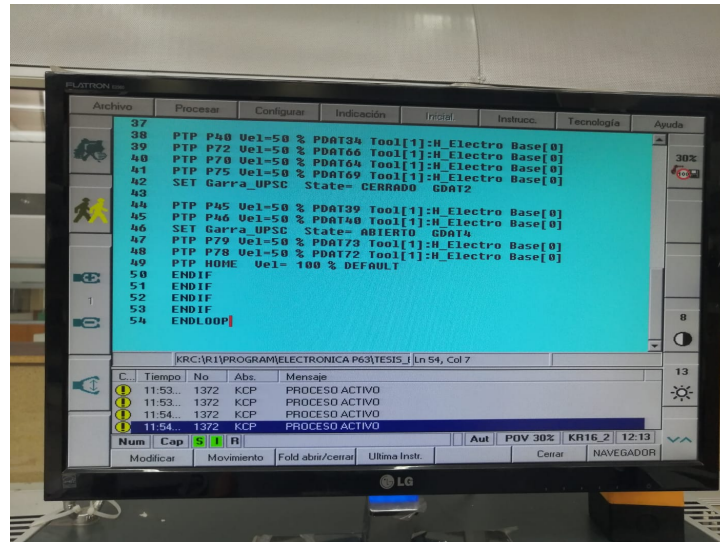 FLATRON
Archivo Procesar Configurar Indicación Inicial Instrucc. Tecnología Ayuda
37
38 PTP P40 Vel=50 % PDAT34 Tool[1]:H_Electro Base[0]
39 PTP P72 Vel=50 % PDAT66 Tool[1]:H_Electro Base[0]
40 PTP P70 Vel=50 % PDAT64 Tool[1]:H_Electro Base[0]
41 PTP P75 Vel=50 % PDAT69 Tool[1]:H_Electro Base[0]
42 SET Garra_UPSC State= CERRADO GDAT2
43
44 PTP P45 Vel=50 % PDAT39 Tool[1]:H_Electro Base[0]
45 PTP P46 Vel=50 % PDAT40 Tool[1]:H_Electro Base[0]
46 SET Garra_UPSC State= ABIERTO GDAT4
47 PTP P79 Vel=50 % PDAT73 Tool[1]:H_Electro Base[0]
48 PTP P78 Vel=50 % PDAT72 Tool[1]:H_Electro Base[0]
49 PTP HOME Vel= 100 % DEFAULT
50 ENDIF
51 ENDIF
52 ENDIF
53 ENDIF
54 ENDLOOP
30%
1
8
13
KRC:\R1\PROGRAM\ELECTRONICA P63\TESIS_ Ln 54, Col 7
C... Tiempo No Abs. Mensaje
11:53... 1372 KCP PROCESO ACTIVO
11:53... 1372 KCP PROCESO ACTIVO
11:54... 1372 KCP PROCESO ACTIVO
11:54... 1372 KCP PROCESO ACTIVO
Num Cap S I R Aut POV 30% KR16_2 12:13
Modificar Movimiento Fold abrir/cerrar Ultima Instr. Cerrar NAVEGADOR
LG